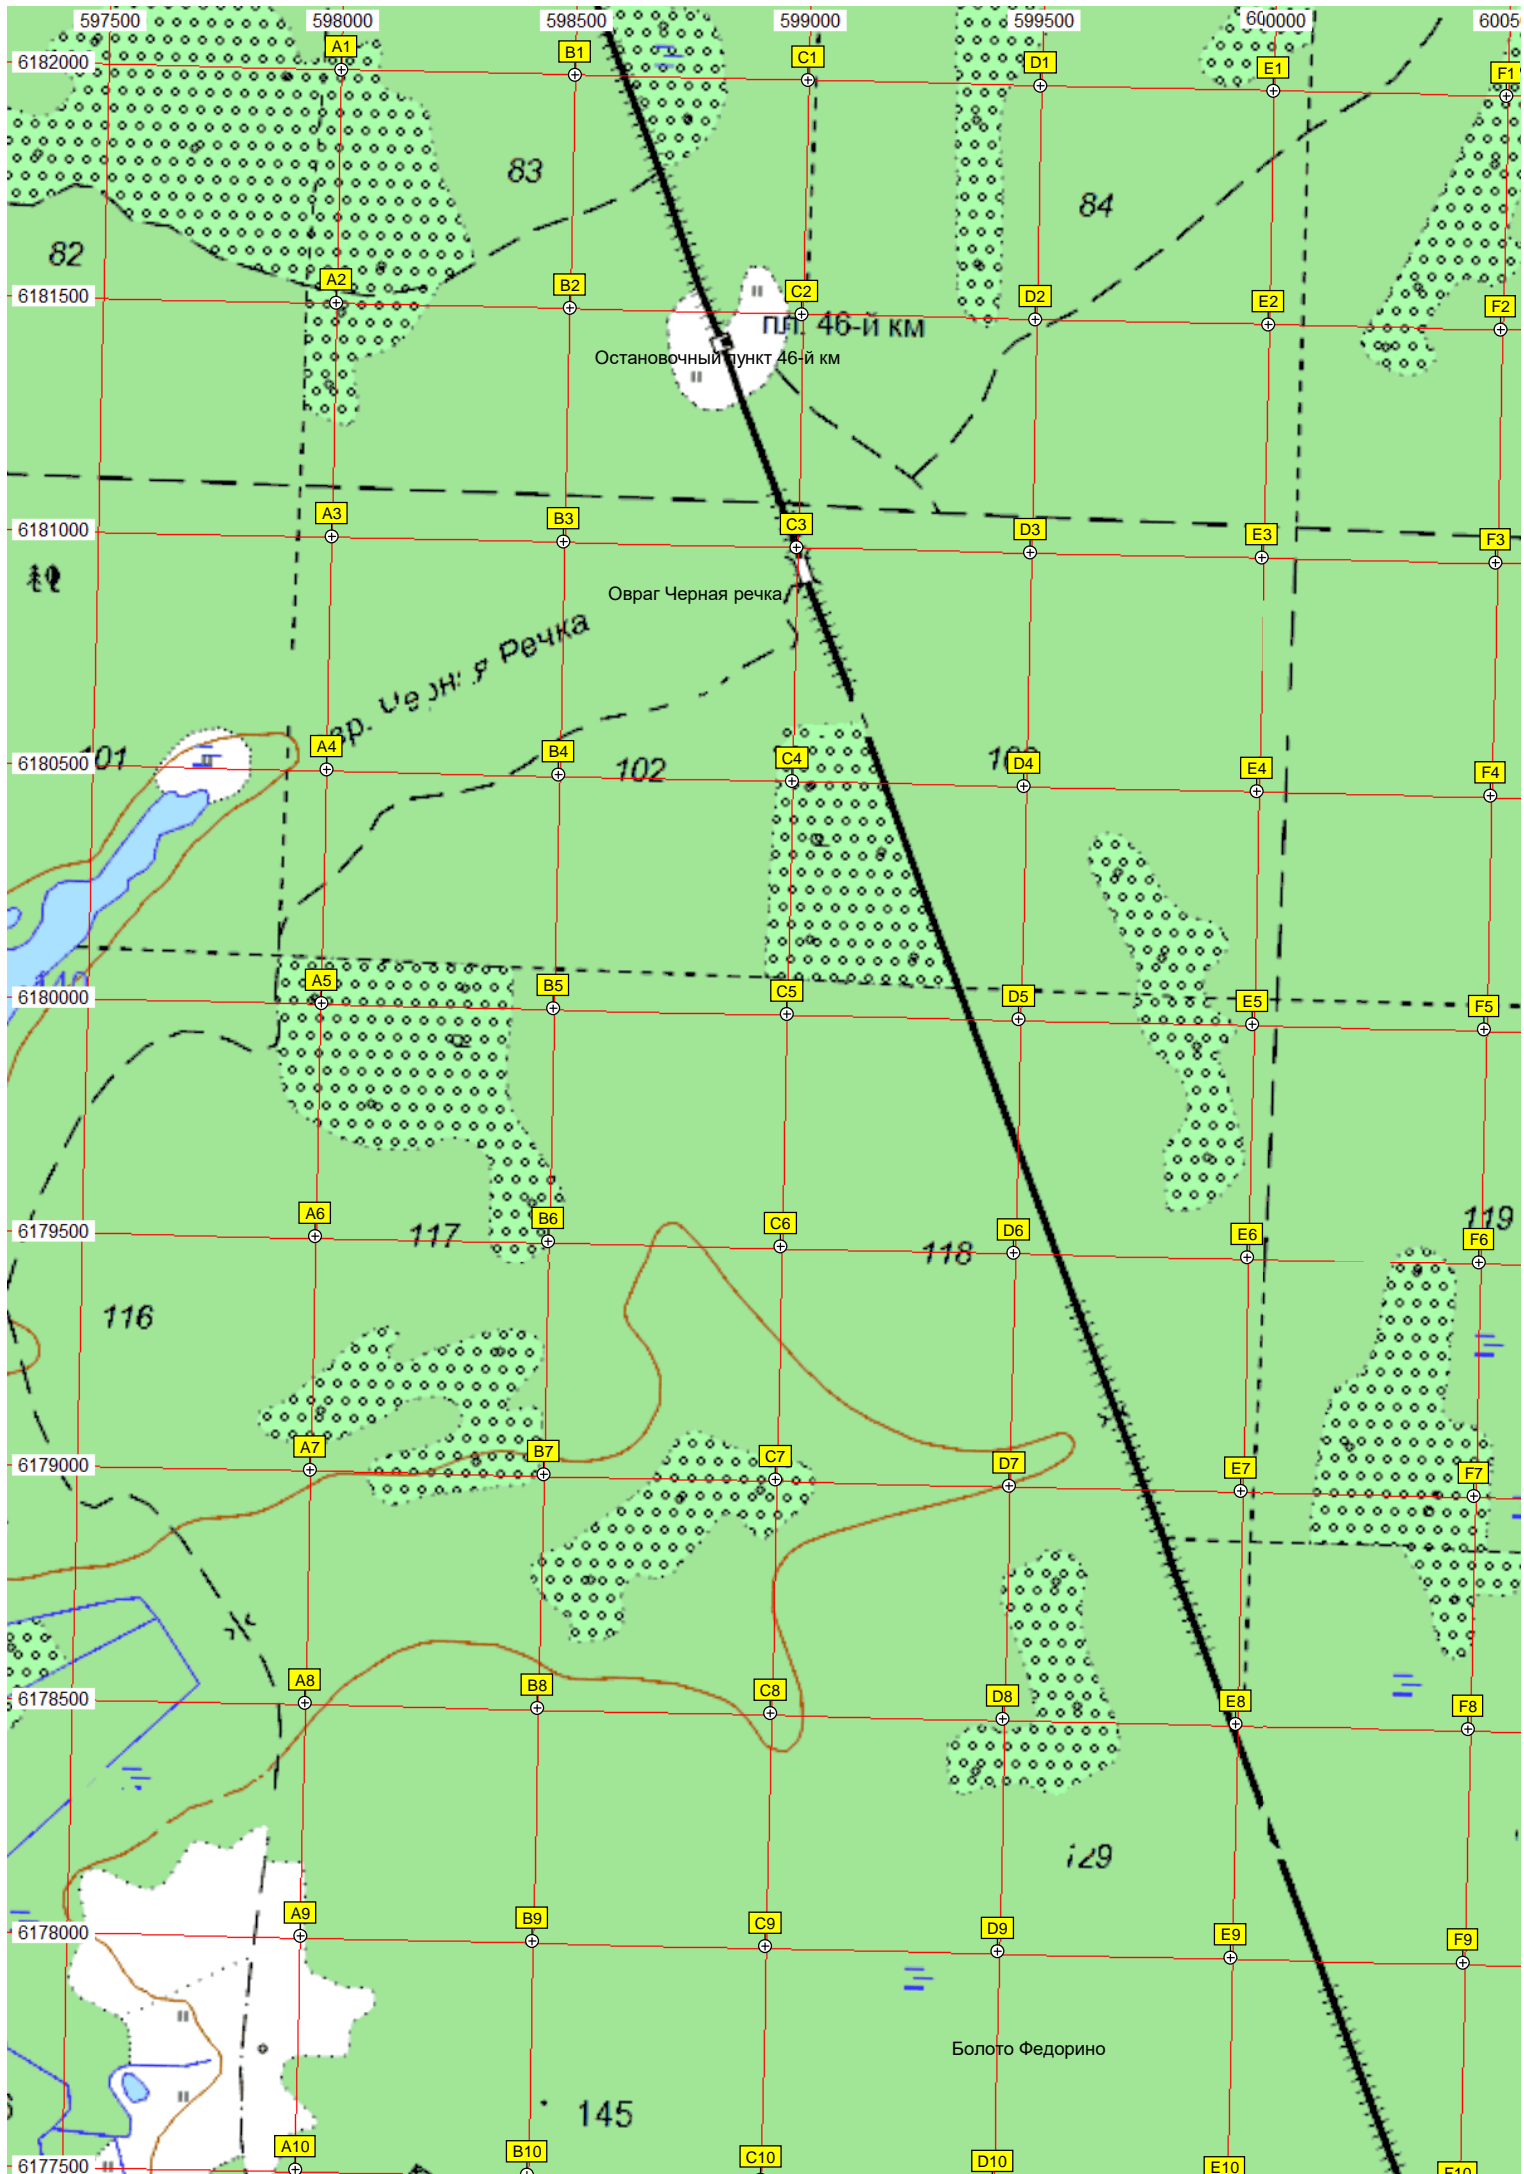 597500 598000 598500 599000 599500 600000
6182000 A1 B1 C1 D1 E1 F1
83
84
82
6181500 A2 B2 C2 D2 E2 F2
пл. 46-й км
Остановочный пункт 46-й км
6181000 A3 B3 C3 D3 E3 F3
Овраг Черная речка
Речка
6180500 A4 B4 C4 D4 E4 F4
101 102
6180000 A5 B5 C5 D5 E5 F5
6179500 A6 B6 C6 D6 E6 F6
117 118 119
116
6179000 A7 B7 C7 D7 E7 F7
6178500 A8 B8 C8 D8 E8 F8
129
6178000 A9 B9 C9 D9 E9 F9
Болото Федорино
145
6177500 A10 B10 C10 D10 E10 F10